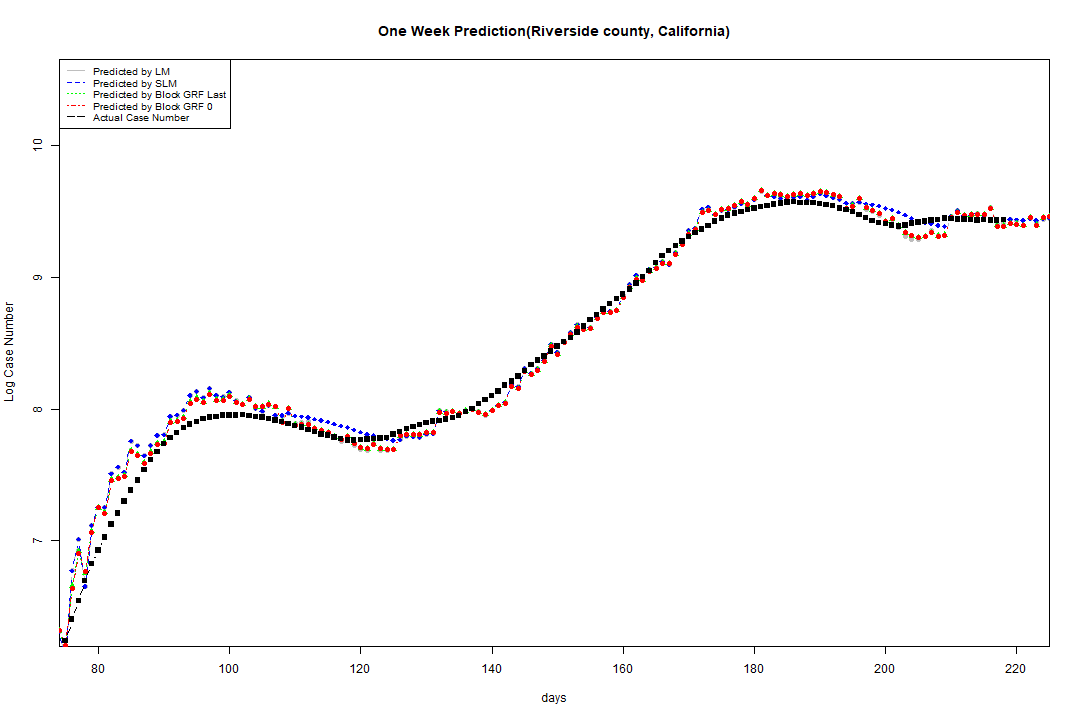 One Week Prediction(Riverside county, California)
Predicted by LM
Predicted by SLM
Predicted by Block GRF Last
Predicted by Block GRF 0
Actual Case Number
10
9
8
7
Log Case Number
80 100 120 140 160 180 200 220
days